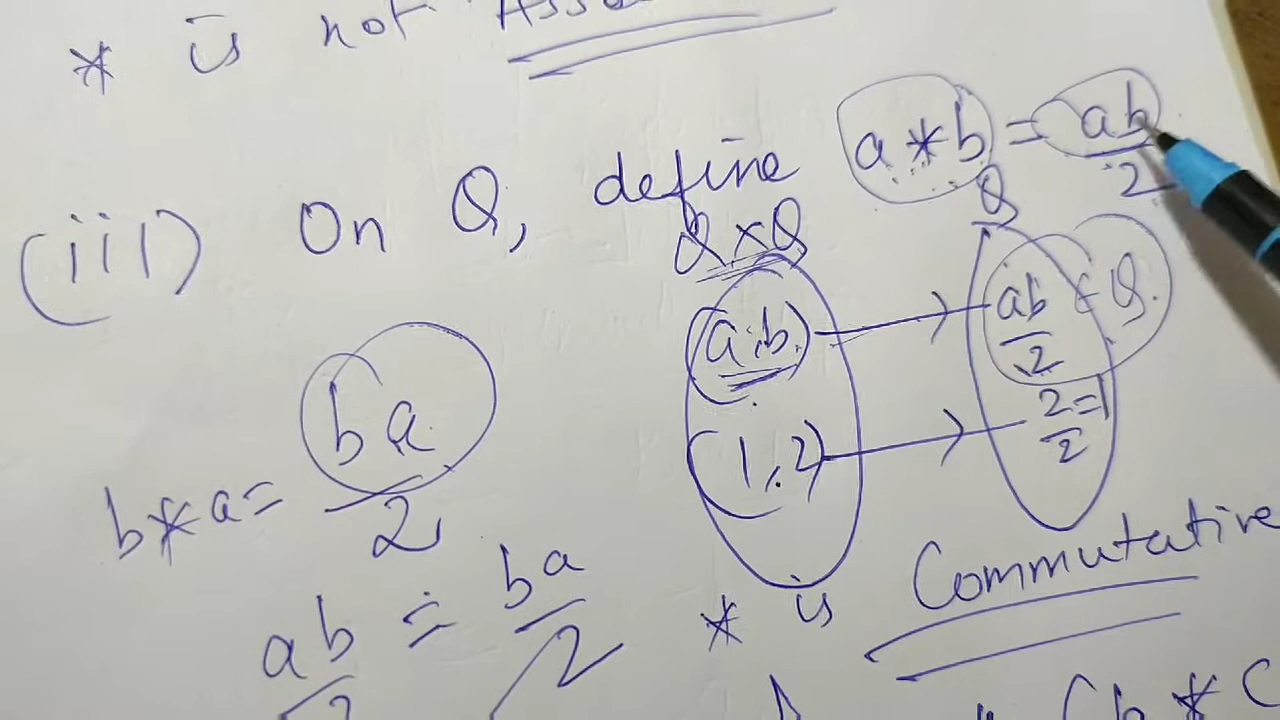 * is not Asso
(iii) On Q, define a * b = ab/2
Q × Q
Q
(a,b)
ab/2 ∈ Q.
(1,2)
2/2 = 1
b * a = ba/2
ab/2 = ba/2
* is Commutative
(b * c